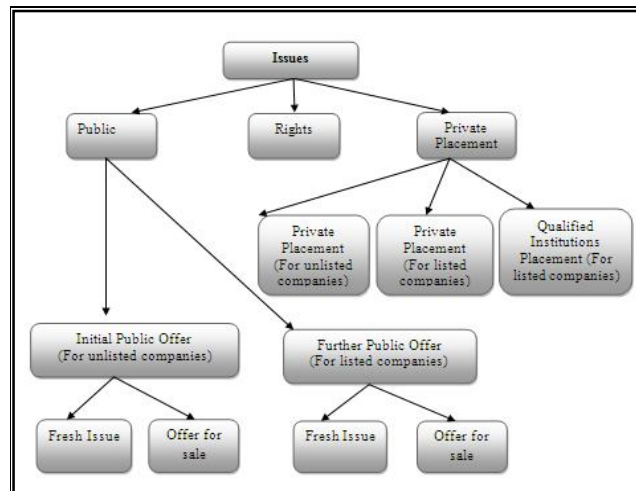 Issues
Public
Rights
Private
Placement
Private
Placement
(For unlisted
companies)
Private
Placement
(For listed
companies)
Qualified
Institutions
Placement (For
listed companies)
Initial Public Offer
(For unlisted companies)
Further Public Offer
(For listed companies)
Fresh Issue
Offer for
sale
Fresh Issue
Offer for
sale